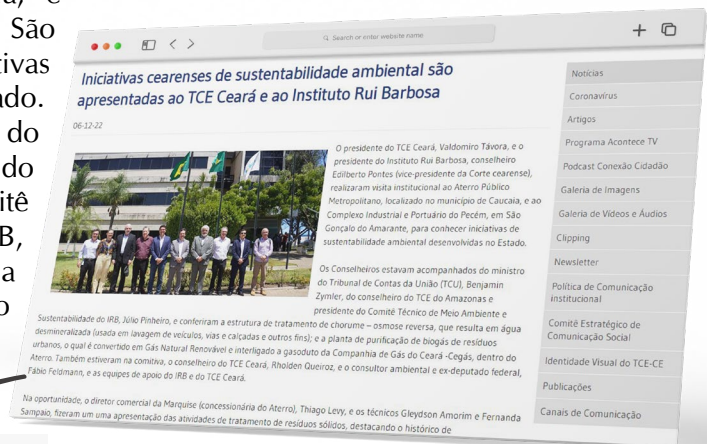 São
tivas
ado.
do
do
itê
B,
a
o
Search or enter website name
Iniciativas cearenses de sustentabilidade ambiental são
apresentadas ao TCE Ceará e ao Instituto Rui Barbosa
06-12-22
O presidente do TCE Ceará, Valdomiro Távora, e o
presidente do Instituto Rui Barbosa, conselheiro
Edilberto Pontes (vice-presidente da Corte cearense),
realizaram visita institucional ao Aterro Público
Metropolitano, localizado no município de Caucaia, e ao
Complexo Industrial e Portuário do Pecém, em São
Gonçalo do Amarante, para conhecer iniciativas de
sustentabilidade ambiental desenvolvidas no Estado.
Os Conselheiros estavam acompanhados do ministro
do Tribunal de Contas da União (TCU), Benjamin
Zymler, do conselheiro do TCE do Amazonas e
presidente do Comitê Técnico de Meio Ambiente e
Sustentabilidade do IRB, Júlio Pinheiro, e conferiram a estrutura de tratamento de chorume – osmose reversa, que resulta em água
desmineralizada (usada em lavagem de veículos, vias e calçadas e outros fins); e a planta de purificação de biogás de resíduos
urbanos, o qual é convertido em Gás Natural Renovável e interligado a gasoduto da Companhia de Gás do Ceará -Cegás, dentro do
Aterro. Também estiveram na comitiva, o conselheiro do TCE Ceará, Rholden Queiroz, e o consultor ambiental e ex-deputado federal,
Fábio Feldmann, e as equipes de apoio do IRB e do TCE Ceará.
Na oportunidade, o diretor comercial da Marquise (concessionária do Aterro), Thiago Levy, e os técnicos Gleydson Amorim e Fernanda
Sampaio, fizeram um uma apresentação das atividades de tratamento de resíduos sólidos, destacando o histórico de
Notícias
Coronavírus
Artigos
Programa Acontece TV
Podcast Conexão Cidadão
Galeria de Imagens
Galeria de Vídeos e Áudios
Clipping
Newsletter
Política de Comunicação
institucional
Comitê Estratégico de
Comunicação Social
Identidade Visual do TCE-CE
Publicações
Canais de Comunicação